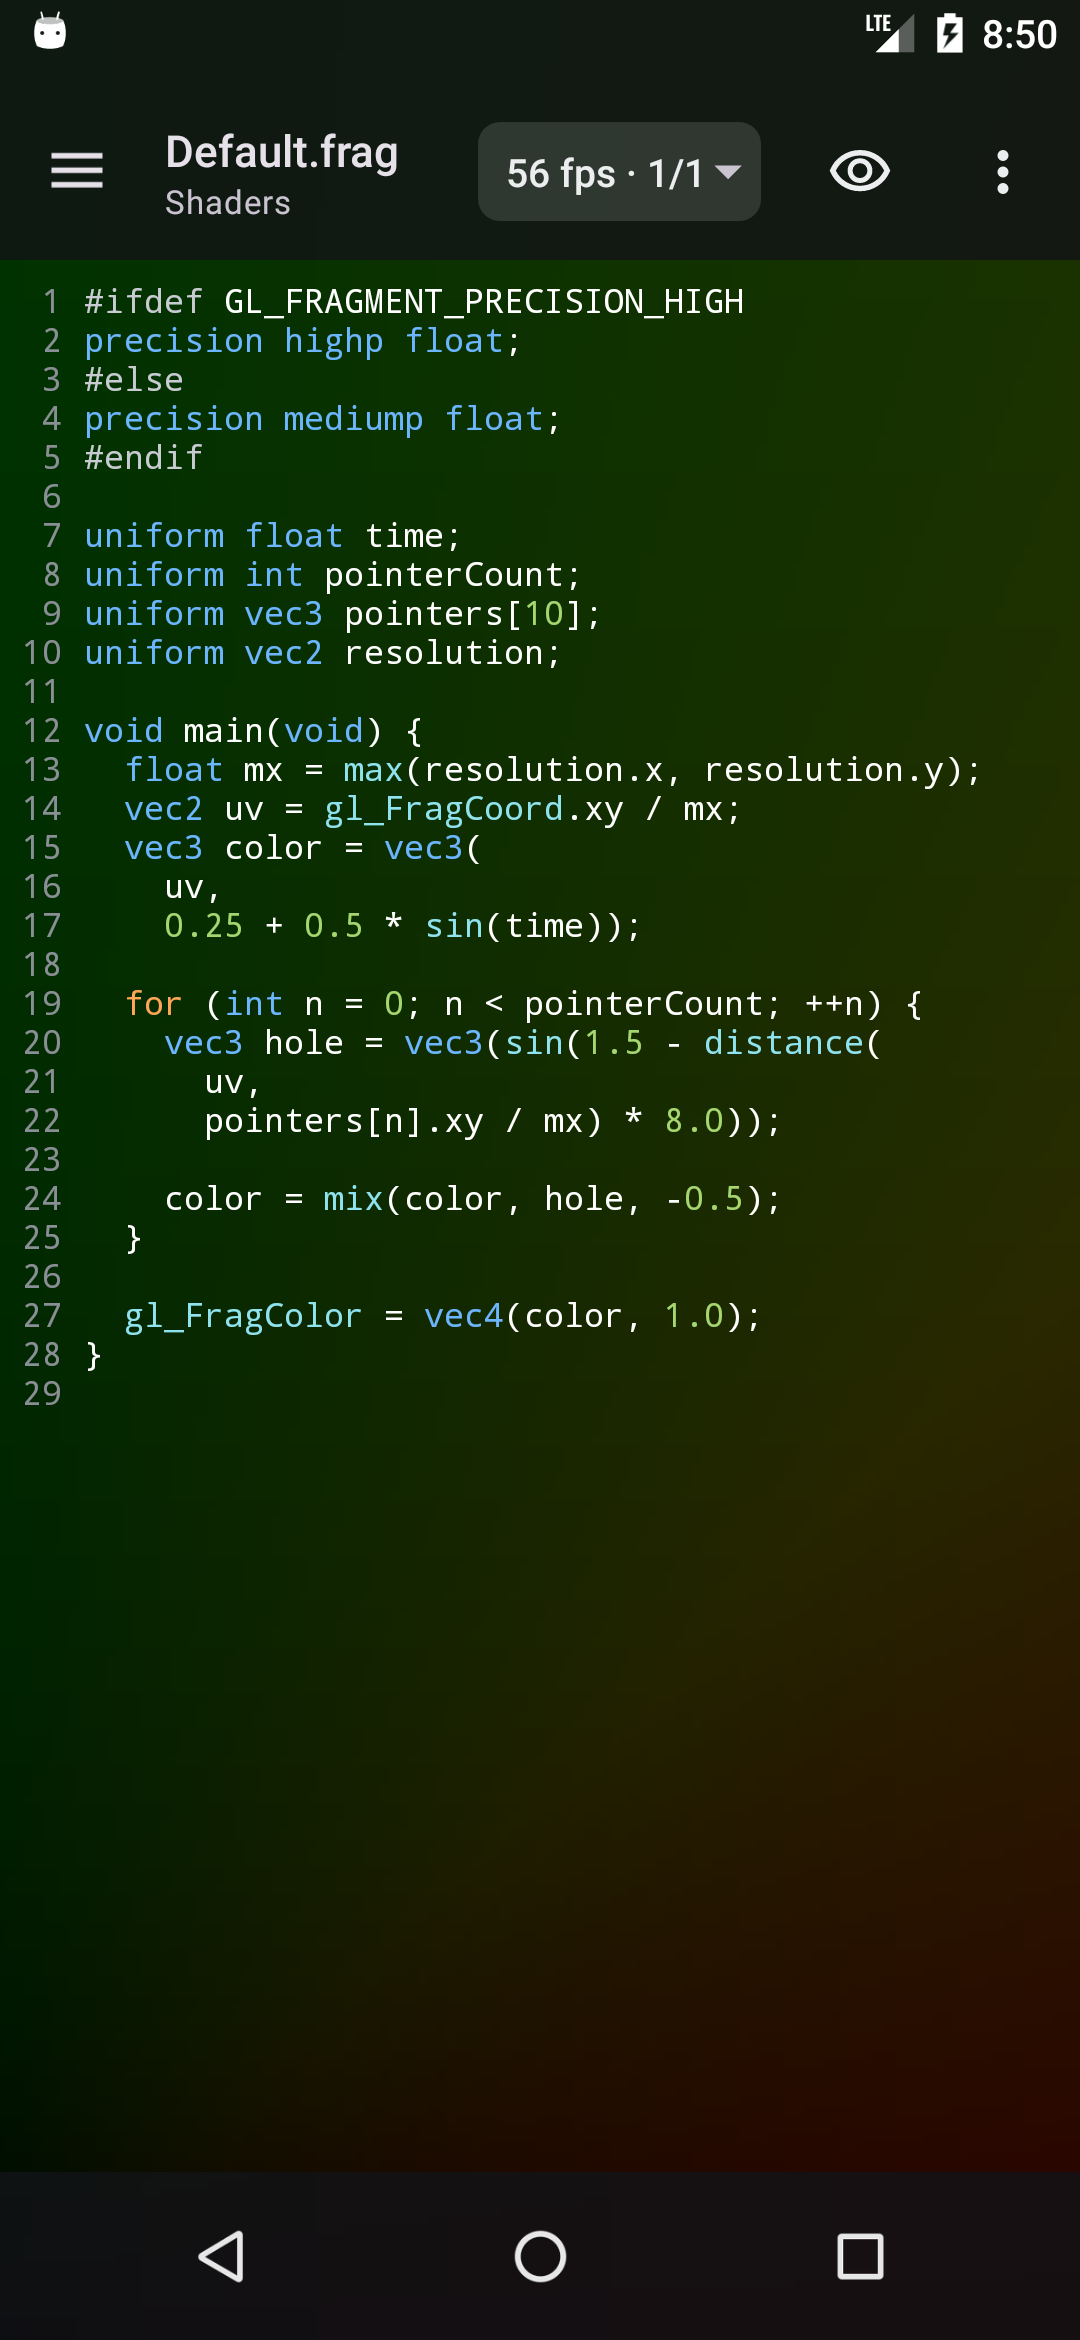 LTE 8:50
Default.frag
Shaders
56 fps · 1/1
1 #ifdef GL_FRAGMENT_PRECISION_HIGH
2 precision highp float;
3 #else
4 precision mediump float;
5 #endif
6
7 uniform float time;
8 uniform int pointerCount;
9 uniform vec3 pointers[10];
10 uniform vec2 resolution;
11
12 void main(void) {
13   float mx = max(resolution.x, resolution.y);
14   vec2 uv = gl_FragCoord.xy / mx;
15   vec3 color = vec3(
16     uv,
17     0.25 + 0.5 * sin(time));
18
19   for (int n = 0; n < pointerCount; ++n) {
20     vec3 hole = vec3(sin(1.5 - distance(
21       uv,
22       pointers[n].xy / mx) * 8.0));
23
24     color = mix(color, hole, -0.5);
25   }
26
27   gl_FragColor = vec4(color, 1.0);
28 }
29